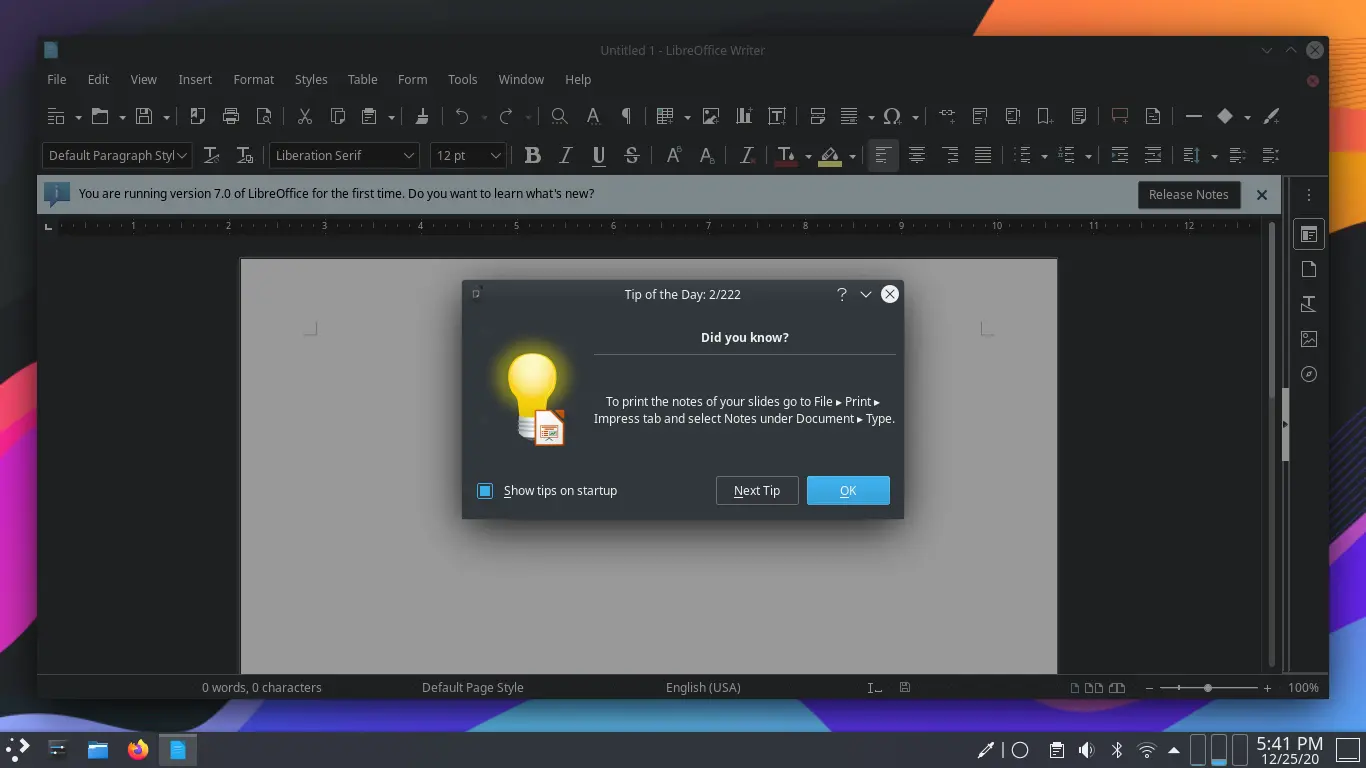 Untitled 1 - LibreOffice Writer
File Edit View Insert Format Styles Table Form Tools Window Help
Default Paragraph Styl Liberation Serif 12 pt
You are running version 7.0 of LibreOffice for the first time. Do you want to learn what's new? Release Notes
1 2 3 4 5 6 7 8 9 10 11 12
Tip of the Day: 2/222
Did you know?
To print the notes of your slides go to File ▸ Print ▸
Impress tab and select Notes under Document ▸ Type.
Show tips on startup Next Tip OK
0 words, 0 characters Default Page Style English (USA) 100%
5:41 PM
12/25/20